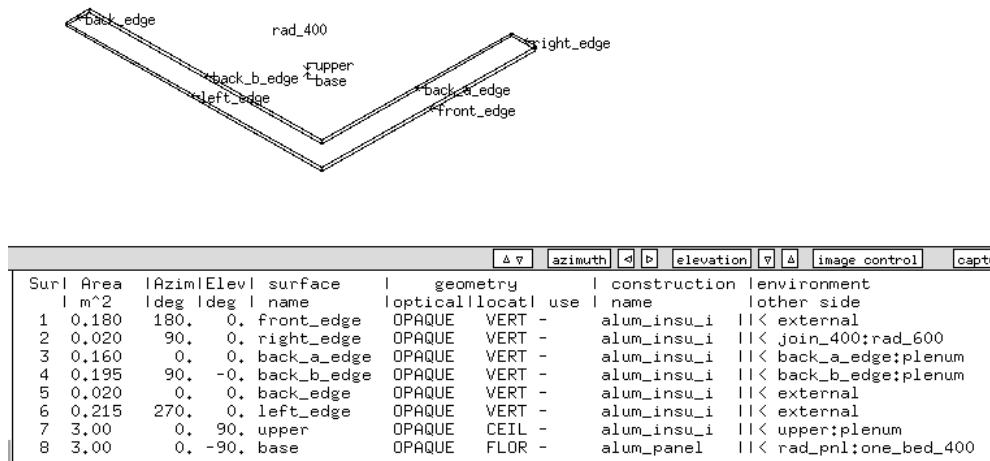 back_edge
rad_400
right_edge
upper
back_b_edge
base
back_a_edge
left_edge
front_edge
azimuth elevation image control capt
Sur| Area |Azim|Elev| surface | geometry | construction |environment
| m^2 |deg |deg | name |optical|locat| use | name |other side
1 0.180 180. 0. front_edge OPAQUE VERT - alum_insu_i ||< external
2 0.020 90. 0. right_edge OPAQUE VERT - alum_insu_i ||< join_400:rad_600
3 0.160 0. 0. back_a_edge OPAQUE VERT - alum_insu_i ||< back_a_edge:plenum
4 0.195 90. -0. back_b_edge OPAQUE VERT - alum_insu_i ||< back_b_edge:plenum
5 0.020 0. 0. back_edge OPAQUE VERT - alum_insu_i ||< external
6 0.215 270. 0. left_edge OPAQUE VERT - alum_insu_i ||< external
7 3.00 0. 90. upper OPAQUE CEIL - alum_insu_i ||< upper:plenum
8 3.00 0. -90. base OPAQUE FLOR - alum_panel ||< rad_pnl:one_bed_400